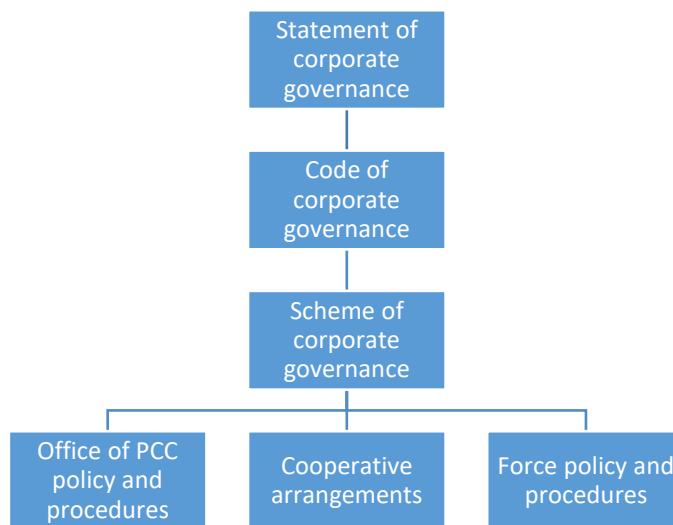 Statement of
corporate
governance
Code of
corporate
governance
Scheme of
corporate
governance
Office of PCC
policy and
procedures
Cooperative
arrangements
Force policy and
procedures